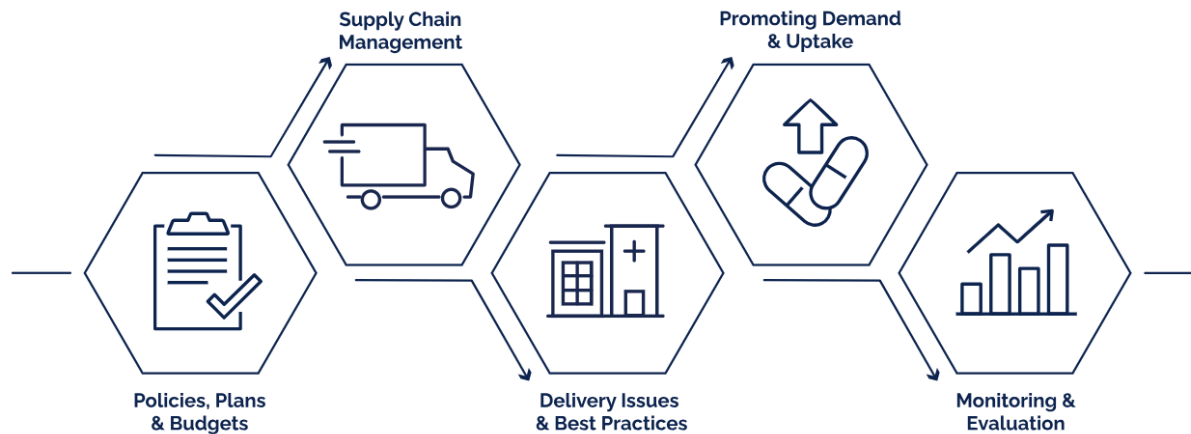 Supply Chain
Management
Promoting Demand
& Uptake
Policies, Plans
& Budgets
Delivery Issues
& Best Practices
Monitoring &
Evaluation